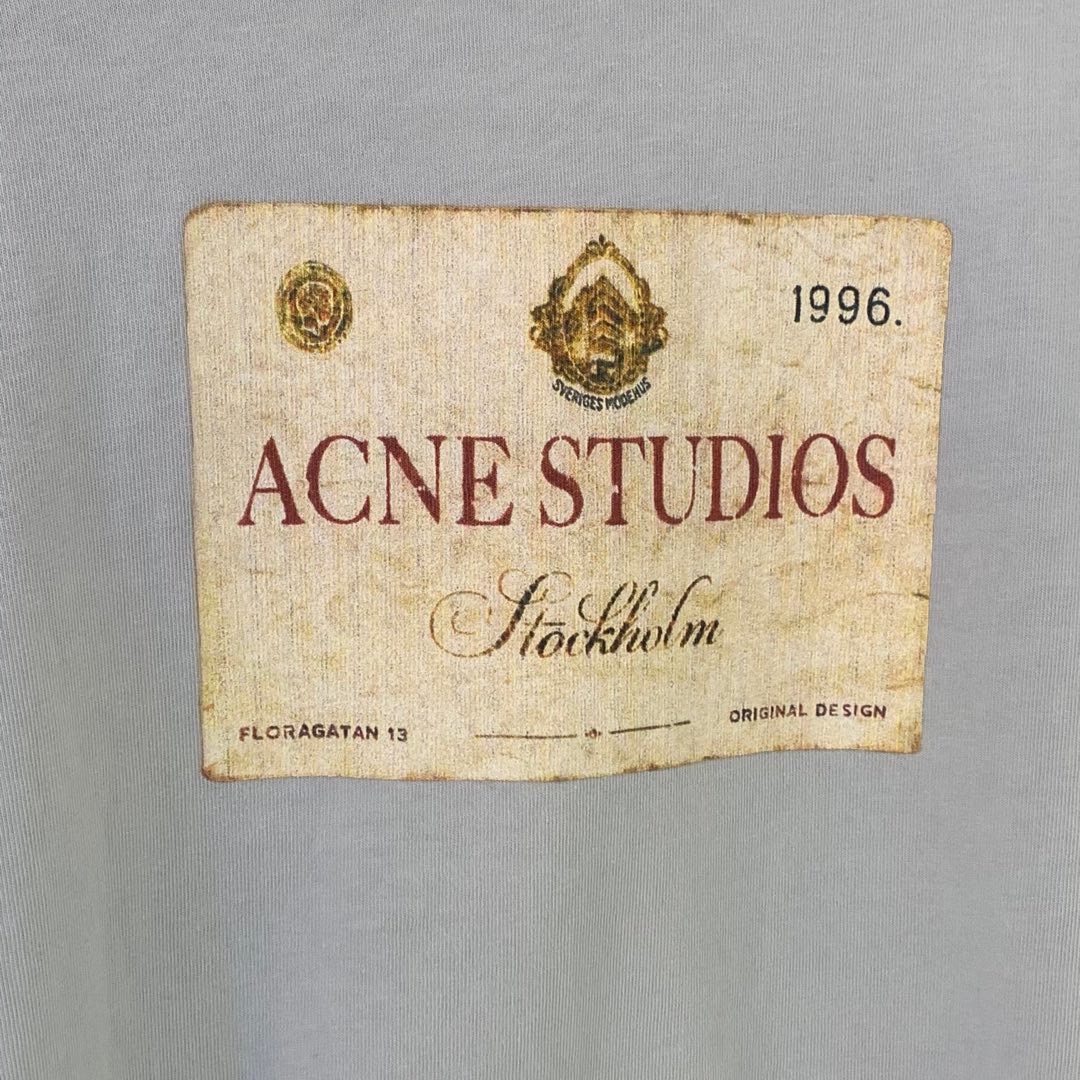 1996.
SVERIGES MODEHUS
ACNE STUDIOS
Stockholm
FLORAGATAN 13
ORIGINAL DESIGN